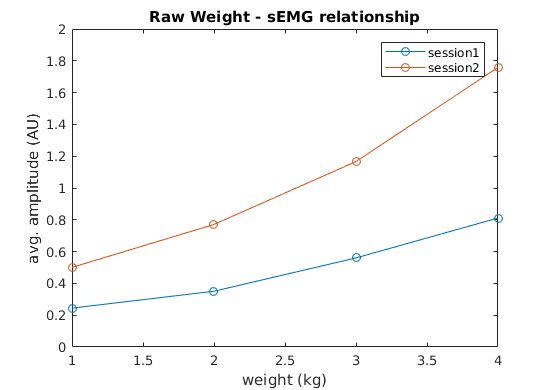 Raw Weight - sEMG relationship
session1
session2
avg. amplitude (AU)
2
1.8
1.6
1.4
1.2
1
0.8
0.6
0.4
0.2
0
1 1.5 2 2.5 3 3.5 4
weight (kg)